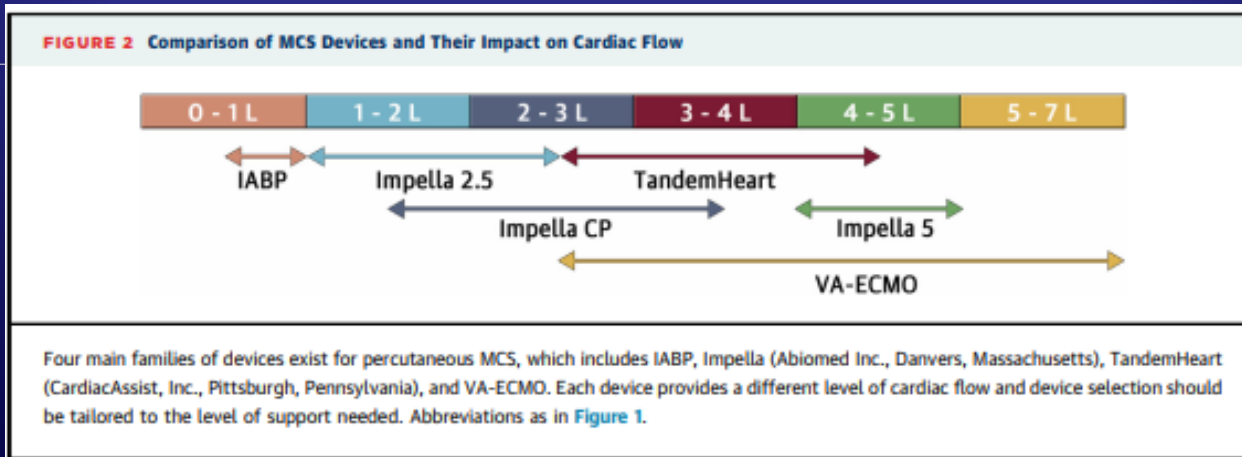 FIGURE 2 Comparison of MCS Devices and Their Impact on Cardiac Flow
0 - 1 L 1 - 2 L 2 - 3 L 3 - 4 L 4 - 5 L 5 - 7 L
IABP Impella 2.5 TandemHeart
Impella CP Impella 5
VA-ECMO
Four main families of devices exist for percutaneous MCS, which includes IABP, Impella (Abiomed Inc., Danvers, Massachusetts), TandemHeart
(CardiacAssist, Inc., Pittsburgh, Pennsylvania), and VA-ECMO. Each device provides a different level of cardiac flow and device selection should
be tailored to the level of support needed. Abbreviations as in Figure 1.